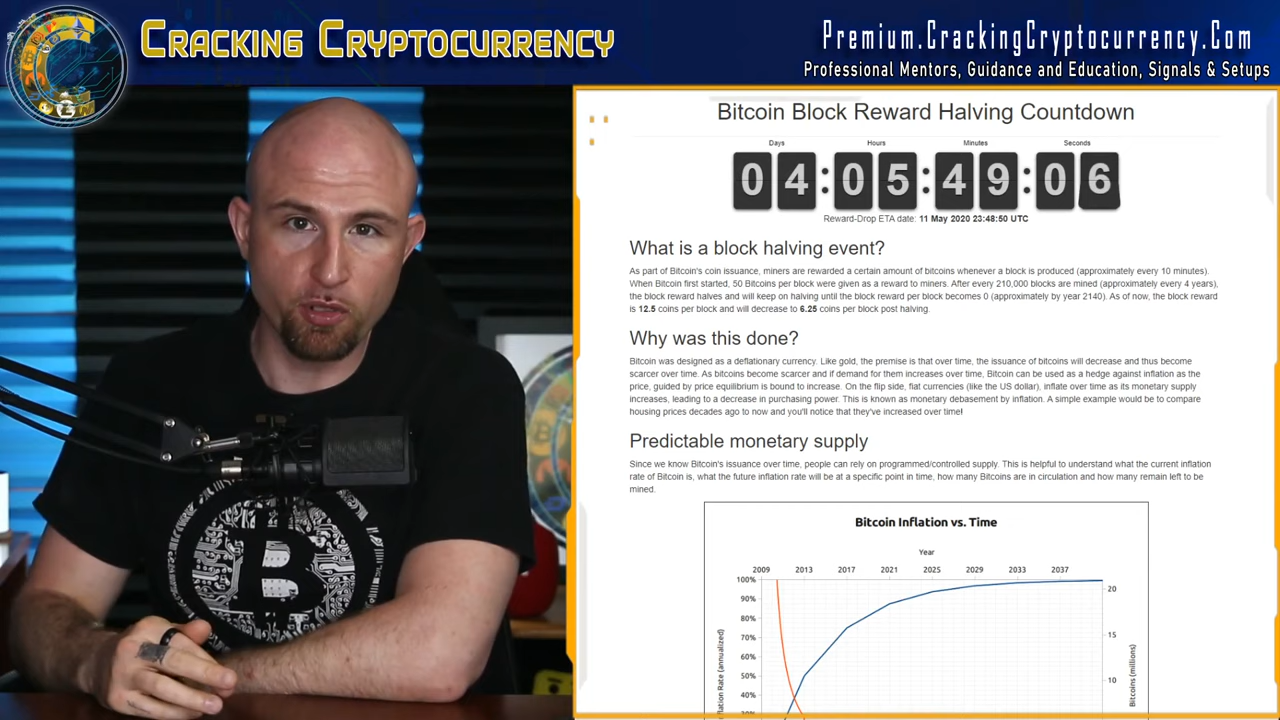 Cracking Cryptocurrency
Premium.CrackingCryptocurrency.Com
Professional Mentors, Guidance and Education, Signals & Setups
Bitcoin Block Reward Halving Countdown
Days Hours Minutes Seconds
04:05:49:06
Reward-Drop ETA date: 11 May 2020 23:48:50 UTC
What is a block halving event?
As part of Bitcoin's coin issuance, miners are rewarded a certain amount of bitcoins whenever a block is produced (approximately every 10 minutes).
When Bitcoin first started, 50 Bitcoins per block were given as a reward to miners. After every 210,000 blocks are mined (approximately every 4 years),
the block reward halves and will keep on halving until the block reward per block becomes 0 (approximately by year 2140). As of now, the block reward
is 12.5 coins per block and will decrease to 6.25 coins per block post halving.
Why was this done?
Bitcoin was designed as a deflationary currency. Like gold, the premise is that over time, the issuance of bitcoins will decrease and thus become
scarcer over time. As bitcoins become scarcer and if demand for them increases over time, Bitcoin can be used as a hedge against inflation as the
price, guided by price equilibrium is bound to increase. On the flip side, fiat currencies (like the US dollar), inflate over time as its monetary supply
increases, leading to a decrease in purchasing power. This is known as monetary debasement by inflation. A simple example would be to compare
housing prices decades ago to now and you'll notice that they've increased over time!
Predictable monetary supply
Since we know Bitcoin's issuance over time, people can rely on programmed/controlled supply. This is helpful to understand what the current inflation
rate of Bitcoin is, what the future inflation rate will be at a specific point in time, how many Bitcoins are in circulation and how many remain left to be
mined.
Bitcoin Inflation vs. Time
Year
2009 2013 2017 2021 2025 2029 2033 2037
100%
90%
80%
70%
60%
50%
40%
20
15
10
Rate (annualized)
Bitcoins (millions)